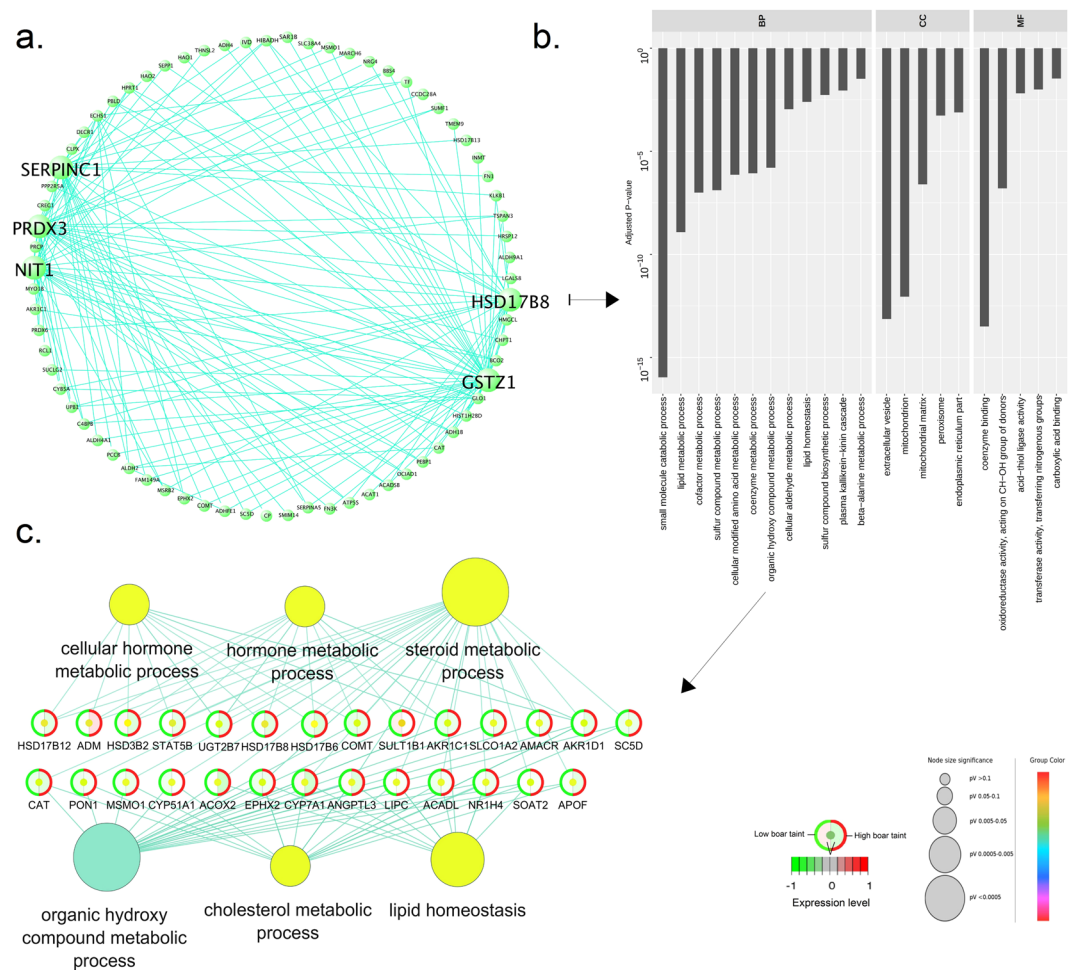 a.
HIBADH
SAR1B
IVD
SLC38A4
ADH4
MSMO1
THNSL2
MARCH6
HAO1
NRG4
SEPP1
BBS4
HAO2
TF
HPRT1
CCDC28A
PBLD
SUMF1
ECHS1
TMEM9
DECR1
HSD17B13
CLPX
INMT
SERPINC1
FN1
PPP2R5A
KLKB1
CREG1
TSPAN3
PRDX3
HRSP12
PRCP
ALDH9A1
NIT1
LGALS8
MYO1B
HSD17B8
AKR1C1
HMGCL
PRDX6
CHPT1
RCL1
BCO2
SUCLG2
GSTZ1
CYB5A
GLO1
UFB1
HIST1H2BD
C4BPB
ADH1B
ALDH4A1
CAT
PCCB
PEBP1
ALDH2
OCIAD1
FAM149A
ACADSB
MSRB2
ACAT1
EPHX2
ATP5S
COMT
FN3K
ADHFE1
SERPINA5
SC5D
CP
SMIM14
b.
BP
CC
MF
Adjusted P−value
10^0
10^−5
10^−10
10^−15
small molecule catabolic process
lipid metabolic process
cofactor metabolic process
sulfur compound metabolic process
cellular modified amino acid metabolic process
coenzyme metabolic process
organic hydroxy compound metabolic process
cellular aldehyde metabolic process
lipid homeostasis
sulfur compound biosynthetic process
plasma kallikrein−kinin cascade
beta−alanine metabolic process
extracellular vesicle
mitochondrion
mitochondrial matrix
peroxisome
endoplasmic reticulum part
coenzyme binding
oxidoreductase activity, acting on CH−OH group of donors
acid−thiol ligase activity
transferase activity, transferring nitrogenous groups
carboxylic acid binding
c.
cellular hormone
metabolic process
hormone metabolic
process
steroid metabolic
process
HSD17B12 ADM HSD3B2 STAT5B UGT2B7 HSD17B8 HSD17B6 COMT SULT1B1 AKR1C1 SLCO1A2 AMACR AKR1D1 SC5D
CAT PON1 MSMO1 CYP51A1 ACOX2 EPHX2 CYP7A1 ANGPTL3 LIPC ACADL NR1H4 SOAT2 APOF
organic hydroxy
compound metabolic
process
cholesterol metabolic
process
lipid homeostasis
Low boar taint
High boar taint
-1 0 1
Expression level
Node size significance
pV >0.1
pV 0.05-0.1
pV 0.005-0.05
pV 0.0005-0.005
pV <0.0005
Group Color